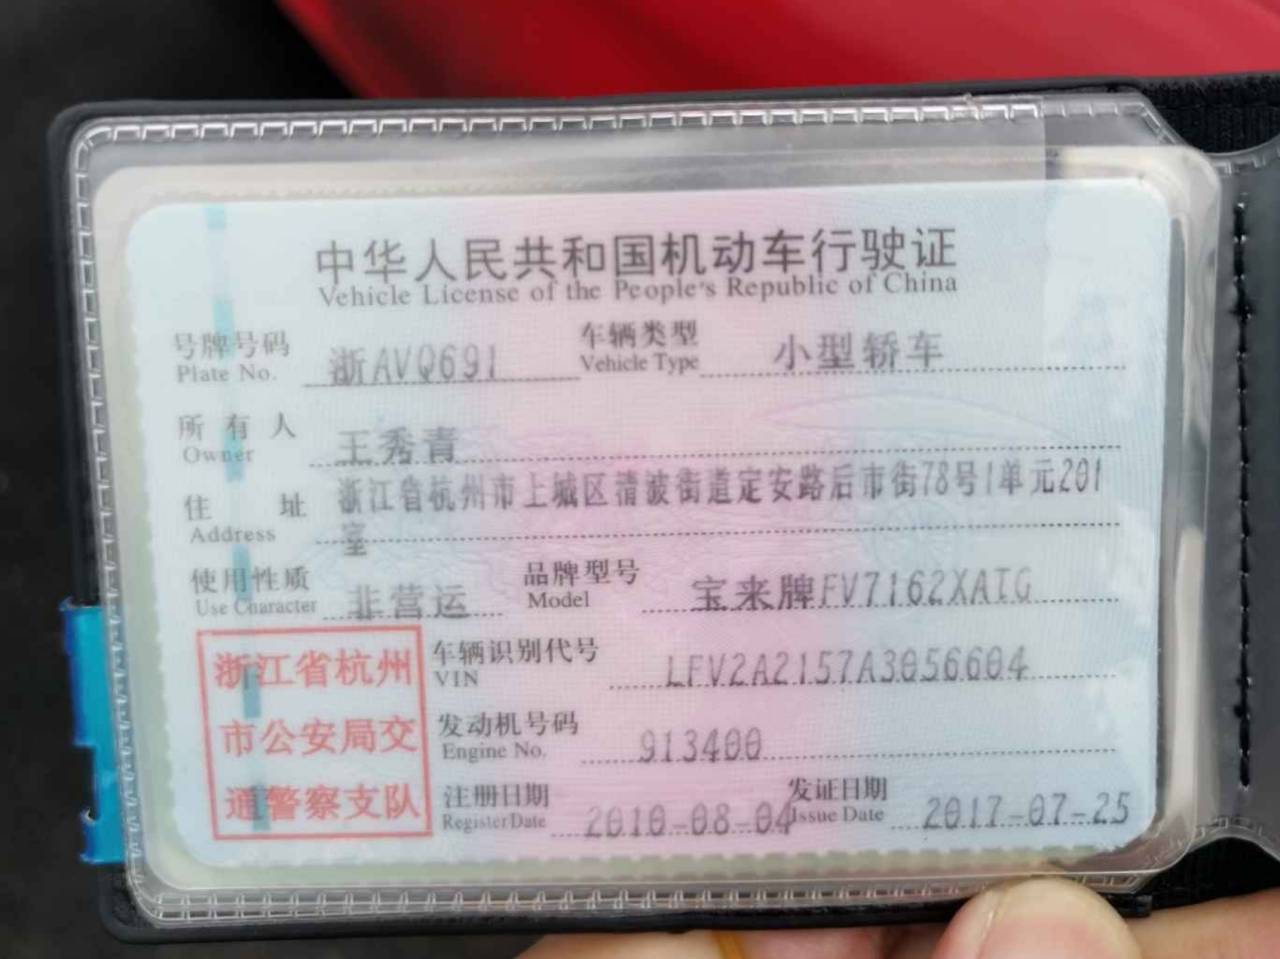 中华人民共和国机动车行驶证
Vehicle License of the People's Republic of China
号牌号码 浙AVQ691 车辆类型 小型轿车
Plate No. Vehicle Type
所有人 王秀青
Owner
住址 浙江省杭州市上城区清波街道定安路后市街78号1单元201
Address 室
使用性质 非营运 品牌型号 宝来牌FV7162XATG
Use Character Model
浙江省杭州
市公安局交
通警察支队
车辆识别代号 LFV2A2157A3056604
VIN
发动机号码 913400
Engine No.
注册日期 2010-08-04 发证日期 2017-07-25
Register Date Issue Date